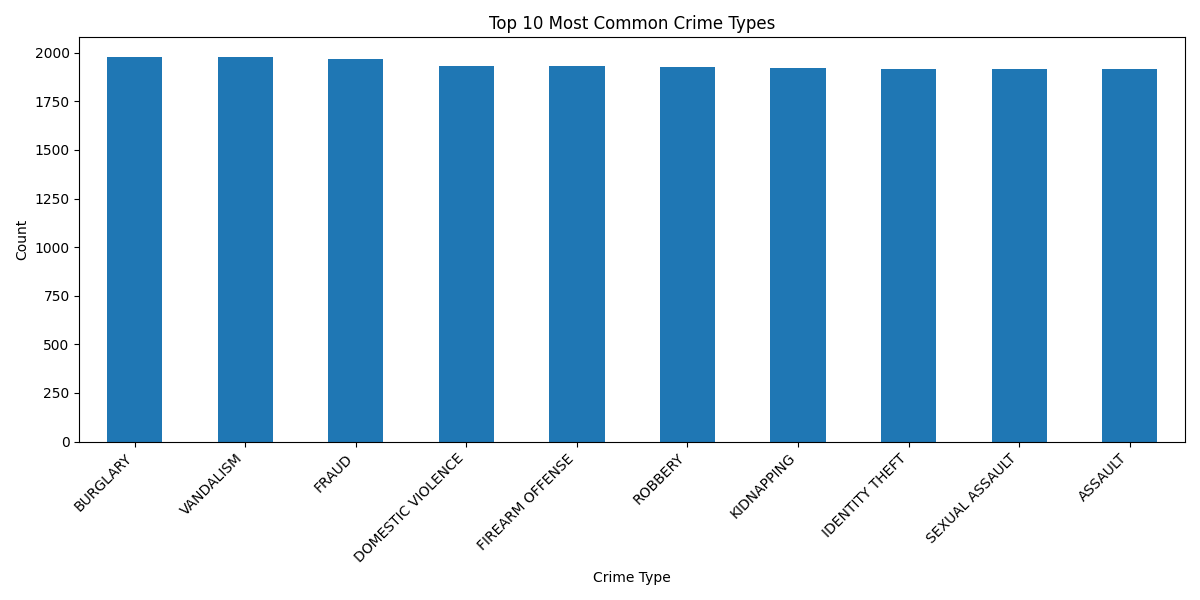 Top 10 Most Common Crime Types
Count
2000
1750
1500
1250
1000
750
500
250
0
BURGLARY
VANDALISM
FRAUD
DOMESTIC VIOLENCE
FIREARM OFFENSE
ROBBERY
KIDNAPPING
IDENTITY THEFT
SEXUAL ASSAULT
ASSAULT
Crime Type